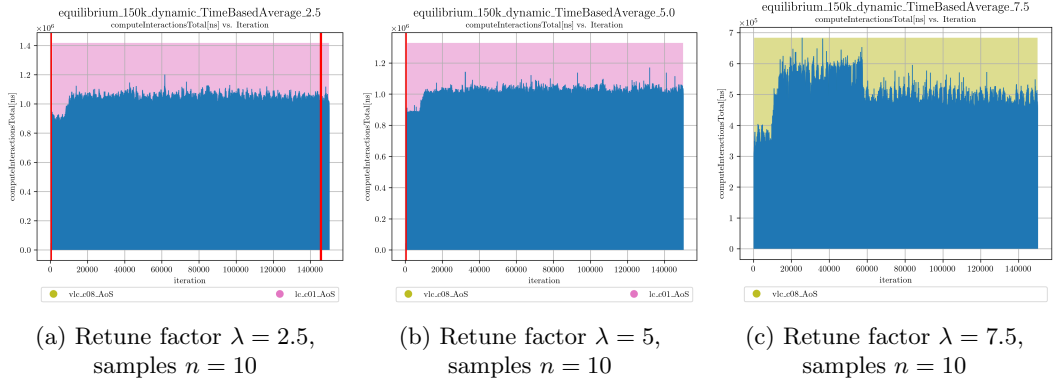 equilibrium_150k_dynamic_TimeBasedAverage_2.5
computeInteractionsTotal[ns] vs. Iteration
×10⁶
1.4
1.2
1.0
0.8
0.6
0.4
0.2
0.0
computeInteractionsTotal[ns]
0 20000 40000 60000 80000 100000 120000 140000
iteration
vlc_c08_AoS lc_c01_AoS
(a) Retune factor λ = 2.5,
samples n = 10
equilibrium_150k_dynamic_TimeBasedAverage_5.0
computeInteractionsTotal[ns] vs. Iteration
×10⁶
1.2
1.0
0.8
0.6
0.4
0.2
0.0
computeInteractionsTotal[ns]
0 20000 40000 60000 80000 100000 120000 140000
iteration
vlc_c08_AoS lc_c01_AoS
(b) Retune factor λ = 5,
samples n = 10
equilibrium_150k_dynamic_TimeBasedAverage_7.5
computeInteractionsTotal[ns] vs. Iteration
×10⁵
7
6
5
4
3
2
1
0
computeInteractionsTotal[ns]
0 20000 40000 60000 80000 100000 120000 140000
iteration
vlc_c08_AoS
(c) Retune factor λ = 7.5,
samples n = 10